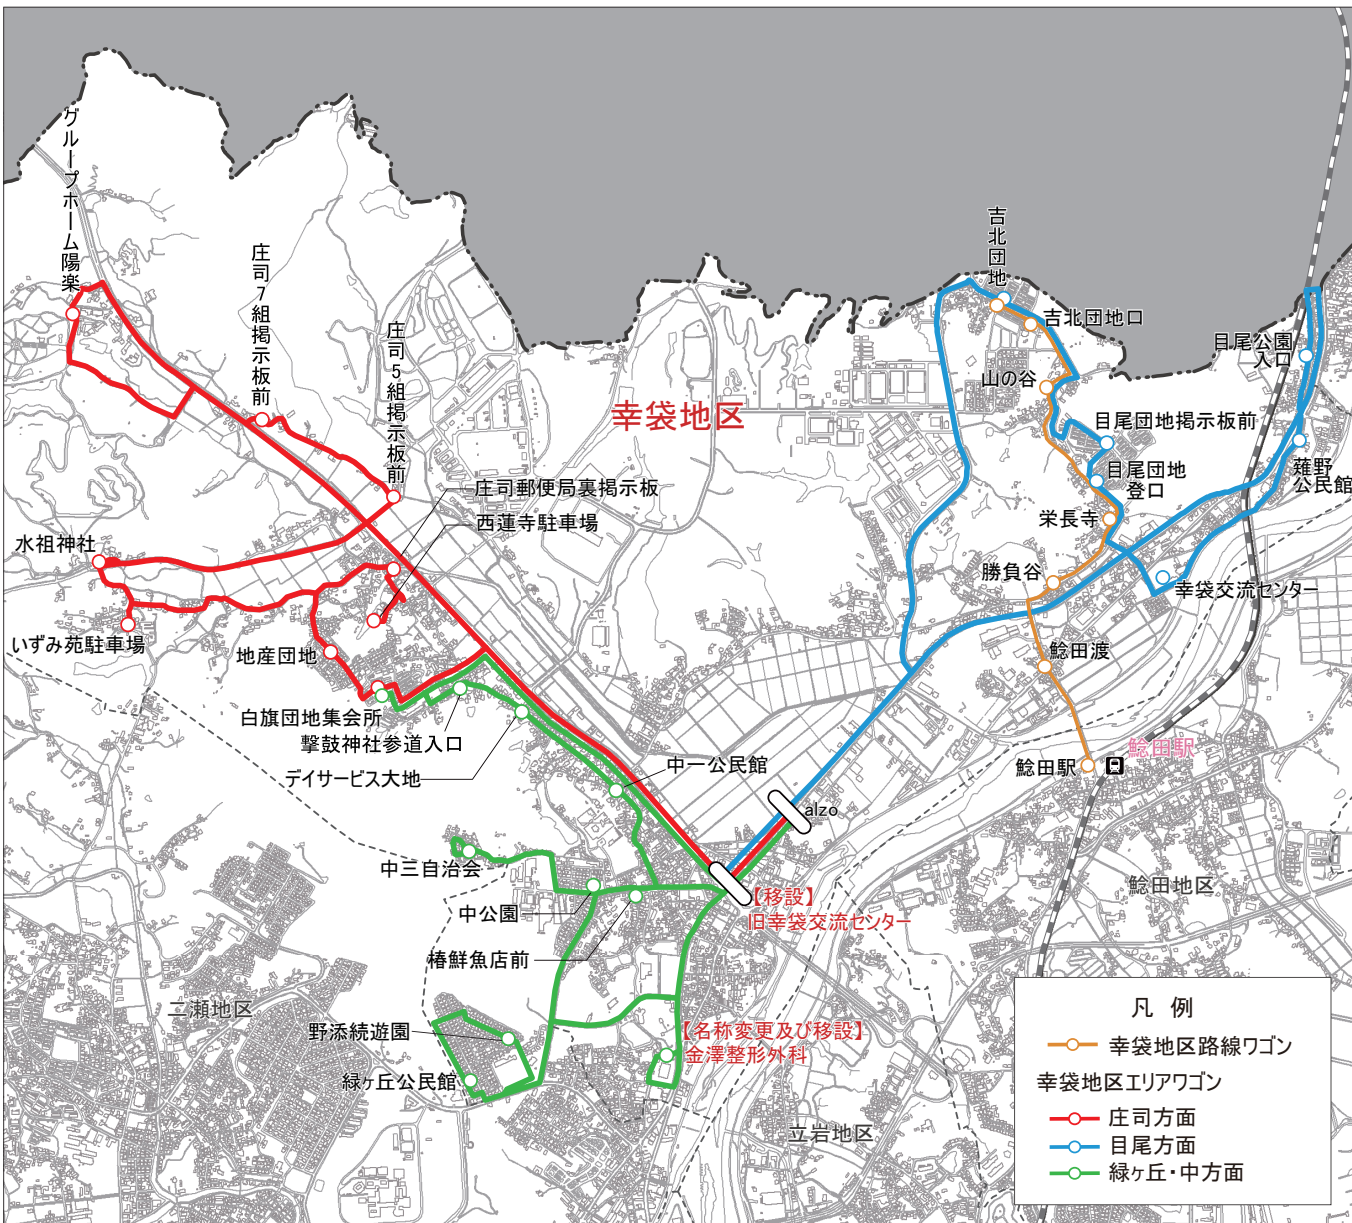 グループホーム陽楽
庄司7組掲示板前
庄司5組掲示板前
吉北団地
吉北団地口
目尾公園
入口
山の谷
幸袋地区
目尾団地掲示板前
目尾団地
登口
薙野
公民館
庄司郵便局裏掲示板
西蓮寺駐車場
栄長寺
水祖神社
勝負谷
幸袋交流センター
いずみ苑駐車場
地産団地
鯰田渡
白旗団地集会所
撃鼓神社参道入口
デイサービス大地
中一公民館
鯰田駅
鯰田駅
alzo
中三自治会
中公園
【移設】
旧幸袋交流センター
鯰田地区
椿鮮魚店前
二瀬地区
野添続遊園
【名称変更及び移設】
金澤整形外科
緑ヶ丘公民館
立岩地区
凡 例
幸袋地区路線ワゴン
幸袋地区エリアワゴン
庄司方面
目尾方面
緑ヶ丘・中方面